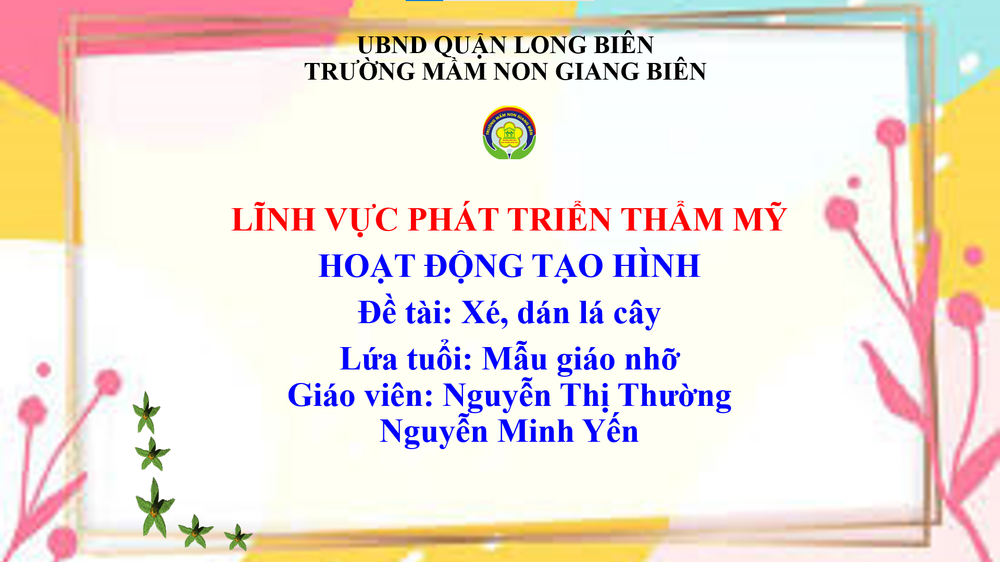 UBND QUẬN LONG BIÊN
TRƯỜNG MẦM NON GIANG BIÊN
TRƯỜNG MẦM NON GIANG BIÊN
LĨNH VỰC PHÁT TRIỂN THẨM MỸ
HOẠT ĐỘNG TẠO HÌNH
Đề tài: Xé, dán lá cây
Lứa tuổi: Mẫu giáo nhỡ
Giáo viên: Nguyễn Thị Thường
Nguyễn Minh Yến